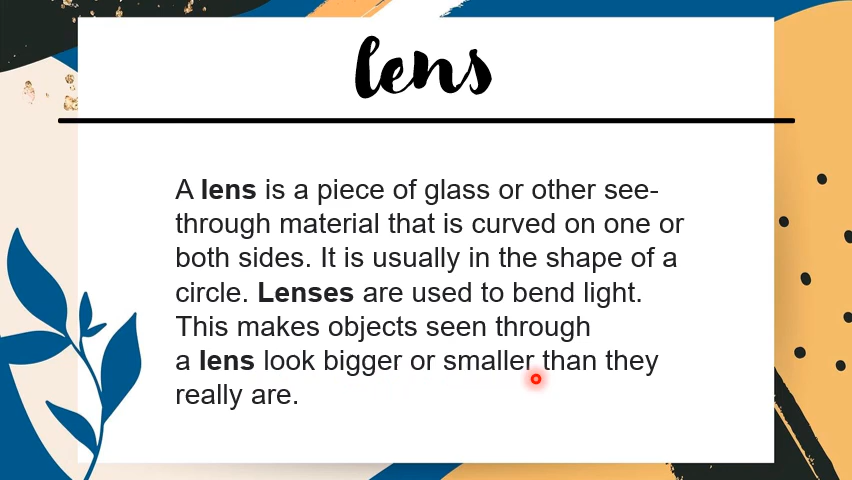 lens
A lens is a piece of glass or other see-
through material that is curved on one or
both sides. It is usually in the shape of a
circle. Lenses are used to bend light.
This makes objects seen through
a lens look bigger or smaller than they
really are.